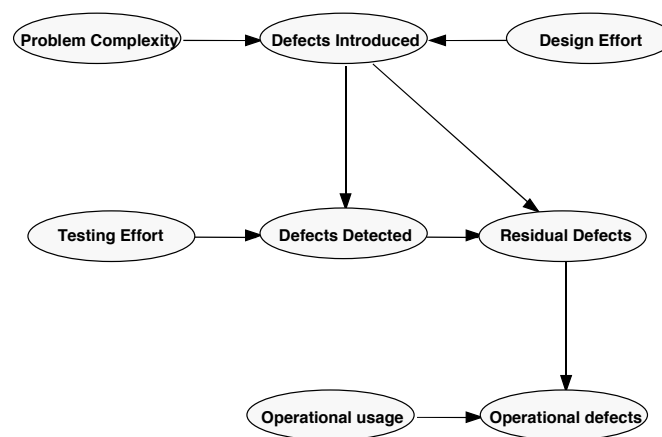 Problem Complexity
Defects Introduced
Design Effort
Testing Effort
Defects Detected
Residual Defects
Operational usage
Operational defects